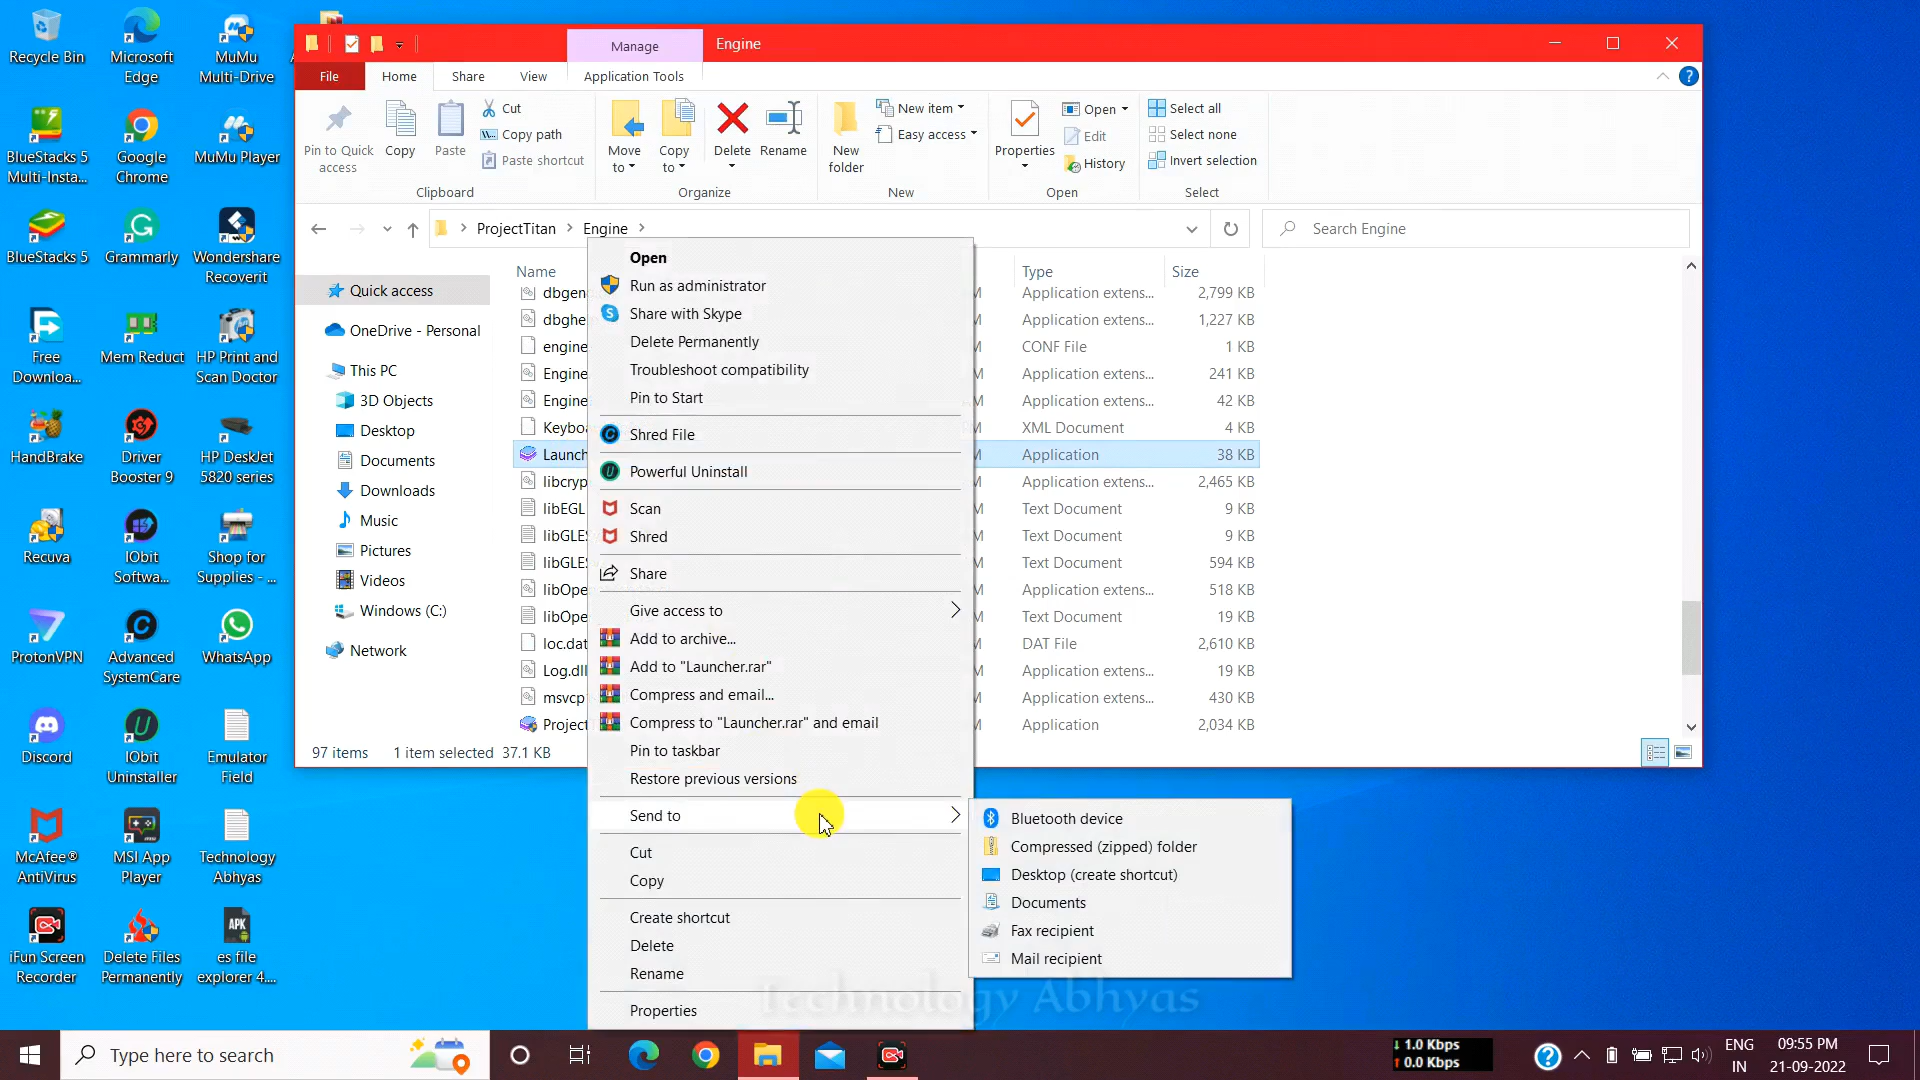 Recycle Bin
Microsoft
Edge
MuMu
Multi-Drive
BlueStacks 5
Multi-Insta...
Google
Chrome
MuMu Player
BlueStacks 5
Grammarly
Wondershare
Recoverit
Free
Downloa...
Mem Reduct
HP Print and
Scan Doctor
HandBrake
Driver
Booster 9
HP DeskJet
5820 series
Recuva
IObit
Softwa...
Shop for
Supplies - ...
ProtonVPN
Advanced
SystemCare
WhatsApp
Discord
IObit
Uninstaller
Emulator
Field
McAfee®
AntiVirus
MSI App
Player
Technology
Abhyas
iFun Screen
Recorder
Delete Files
Permanently
APK
es file
explorer 4....
Manage
Engine
File
Home
Share
View
Application Tools
Pin to Quick
access
Copy
Paste
Cut
Copy path
Paste shortcut
Clipboard
Move
to
Copy
to
Delete
Rename
Organize
New
folder
New item
Easy access
New
Properties
Open
Edit
History
Open
Select all
Select none
Invert selection
Select
ProjectTitan
Engine
Search Engine
Quick access
OneDrive - Personal
This PC
3D Objects
Desktop
Documents
Downloads
Music
Pictures
Videos
Windows (C:)
Network
Name
Type
Size
dbgen
M
Application extens...
2,799 KB
dbghe
M
Application extens...
1,227 KB
engine
M
CONF File
1 KB
Engine
M
Application extens...
241 KB
Engine
M
Application extens...
42 KB
Keybo
XML Document
4 KB
Launch
M
Application
38 KB
libcryp
M
Application extens...
2,465 KB
libEGL
M
Text Document
9 KB
libGLES
M
Text Document
9 KB
libGLES
M
Text Document
594 KB
libOpe
M
Application extens...
518 KB
libOpe
M
Text Document
19 KB
loc.dat
M
DAT File
2,610 KB
Log.dll
M
Application extens...
19 KB
msvcp
M
Application extens...
430 KB
Project
M
Application
2,034 KB
97 items
1 item selected 37.1 KB
Open
Run as administrator
Share with Skype
Delete Permanently
Troubleshoot compatibility
Pin to Start
Shred File
Powerful Uninstall
Scan
Shred
Share
Give access to
Add to archive...
Add to "Launcher.rar"
Compress and email...
Compress to "Launcher.rar" and email
Pin to taskbar
Restore previous versions
Send to
Cut
Copy
Create shortcut
Delete
Rename
Properties
Bluetooth device
Compressed (zipped) folder
Desktop (create shortcut)
Documents
Fax recipient
Mail recipient
Technology Abhyas
Type here to search
1.0 Kbps
0.0 Kbps
ENG
IN
09:55 PM
21-09-2022